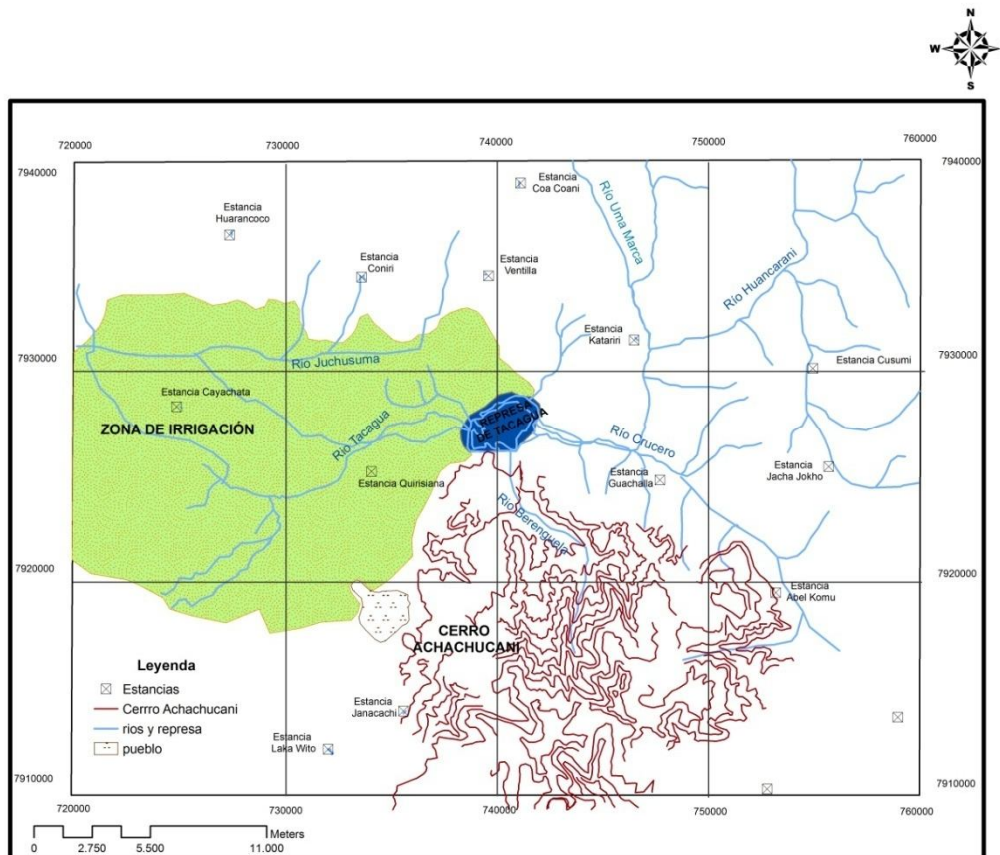 N
W
S
720000
730000
740000
750000
760000
7940000
7940000
Estancia
Coa Coani
Estancia
Huarancoco
Río Uma Marca
Estancia
Coniri
Estancia
Ventilla
Río Huancarani
Estancia
Katariri
7930000
7930000
Río Juchusuma
Estancia Cusumi
Estancia Cayachata
REPRESA
DE TACAGUA
ZONA DE IRRIGACIÓN
Río Tacagua
Río Crucero
Estancia Quirisiana
Estancia
Guachalla
Estancia
Jacha Jokho
Río Berenguela
7920000
7920000
Estancia
Abel Komu
CERRO
ACHACHUCANI
Leyenda
Estancias
Cerrro Achachucani
rios y represa
pueblo
Estancia
Janacachi
Estancia
Laka Wito
7910000
7910000
720000
730000
740000
750000
760000
Meters
0
2.750
5.500
11.000